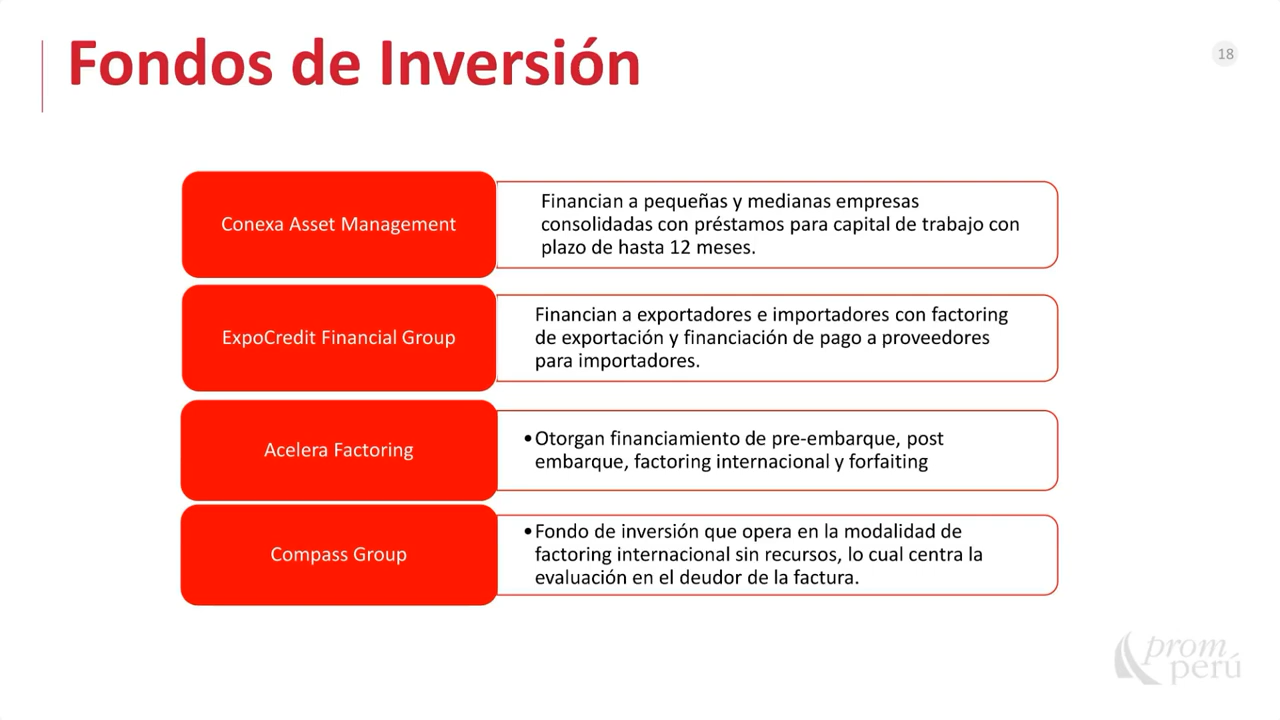 Fondos de Inversión
18
Conexa Asset Management
Financian a pequeñas y medianas empresas
consolidadas con préstamos para capital de trabajo con
plazo de hasta 12 meses.
ExpoCredit Financial Group
Financian a exportadores e importadores con factoring
de exportación y financiación de pago a proveedores
para importadores.
Acelera Factoring
•Otorgan financiamiento de pre-embarque, post
embarque, factoring internacional y forfaiting
Compass Group
•Fondo de inversión que opera en la modalidad de
factoring internacional sin recursos, lo cual centra la
evaluación en el deudor de la factura.
prom
perú